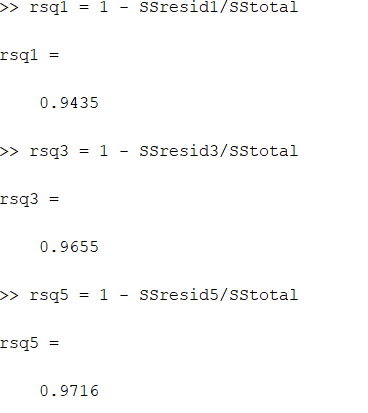 >> rsq1 = 1 - SSresid1/SStotal
rsq1 =
0.9435
>> rsq3 = 1 - SSresid3/SStotal
rsq3 =
0.9655
>> rsq5 = 1 - SSresid5/SStotal
rsq5 =
0.9716